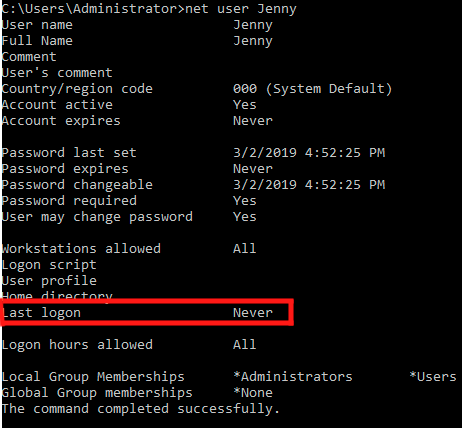 C:\Users\Administrator>net user Jenny
User name Jenny
Full Name Jenny
Comment
User's comment
Country/region code 000 (System Default)
Account active Yes
Account expires Never
Password last set 3/2/2019 4:52:25 PM
Password expires Never
Password changeable 3/2/2019 4:52:25 PM
Password required Yes
User may change password Yes
Workstations allowed All
Logon script
User profile
Home directory
Last logon Never
Logon hours allowed All
Local Group Memberships *Administrators *Users
Global Group memberships *None
The command completed successfully.